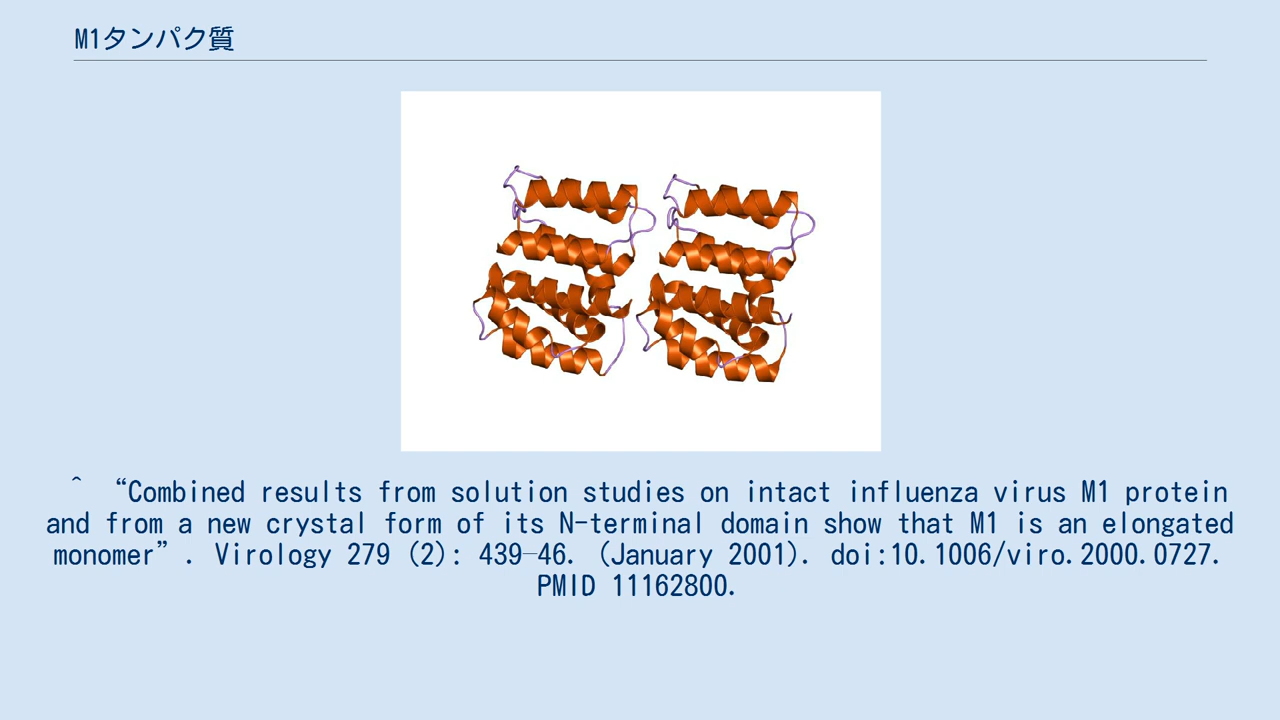 M1タンパク質
^ “Combined results from solution studies on intact influenza virus M1 protein
and from a new crystal form of its N-terminal domain show that M1 is an elongated
monomer”. Virology 279 (2): 439–46. (January 2001). doi:10.1006/viro.2000.0727.
PMID 11162800.